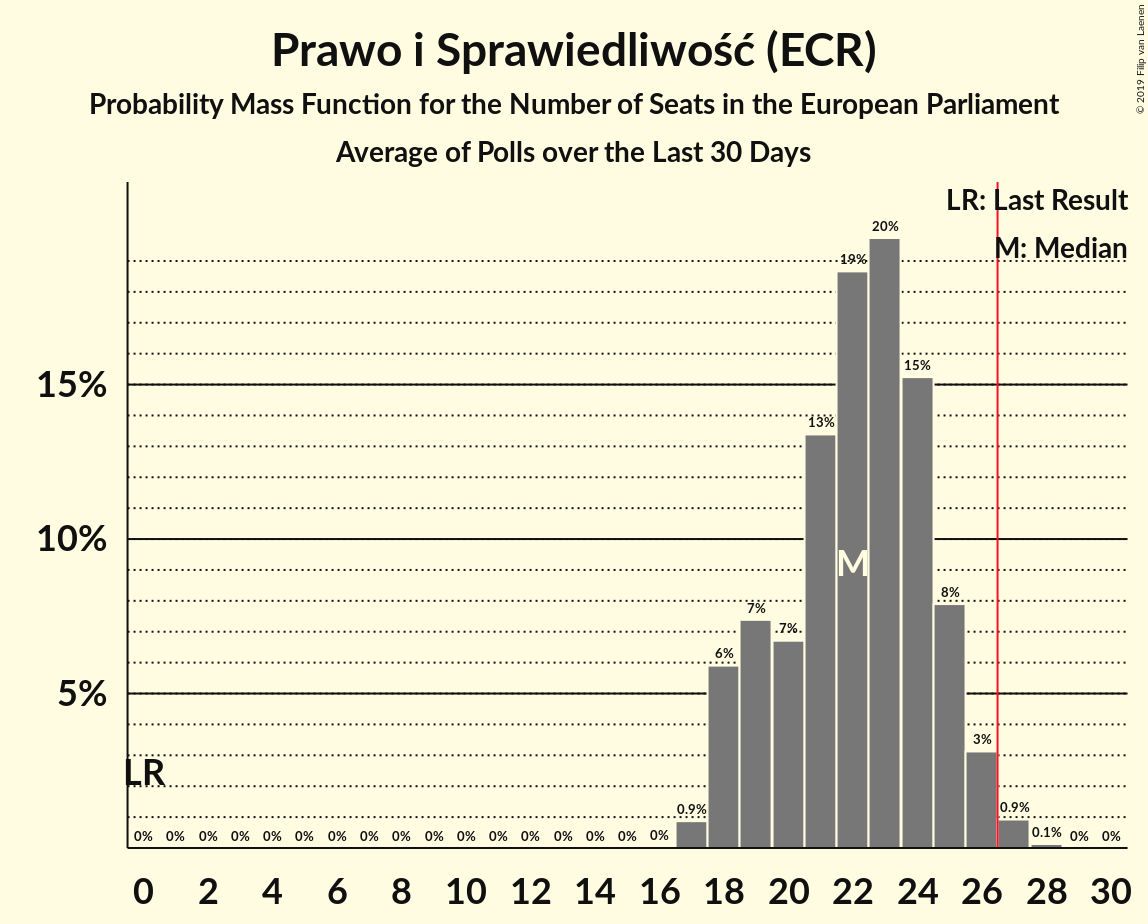 Prawo i Sprawiedliwość (ECR)
Probability Mass Function for the Number of Seats in the European Parliament
Average of Polls over the Last 30 Days
© 2019 Filip van Laenen
LR: Last Result
M: Median
20%
19%
15%
15%
13%
10%
M
8%
7%
7%
6%
5%
3%
LR
0.9%
0.9%
0% 0% 0% 0% 0% 0% 0% 0% 0% 0% 0% 0% 0% 0% 0% 0% 0% 0.1% 0% 0%
0 2 4 6 8 10 12 14 16 18 20 22 24 26 28 30